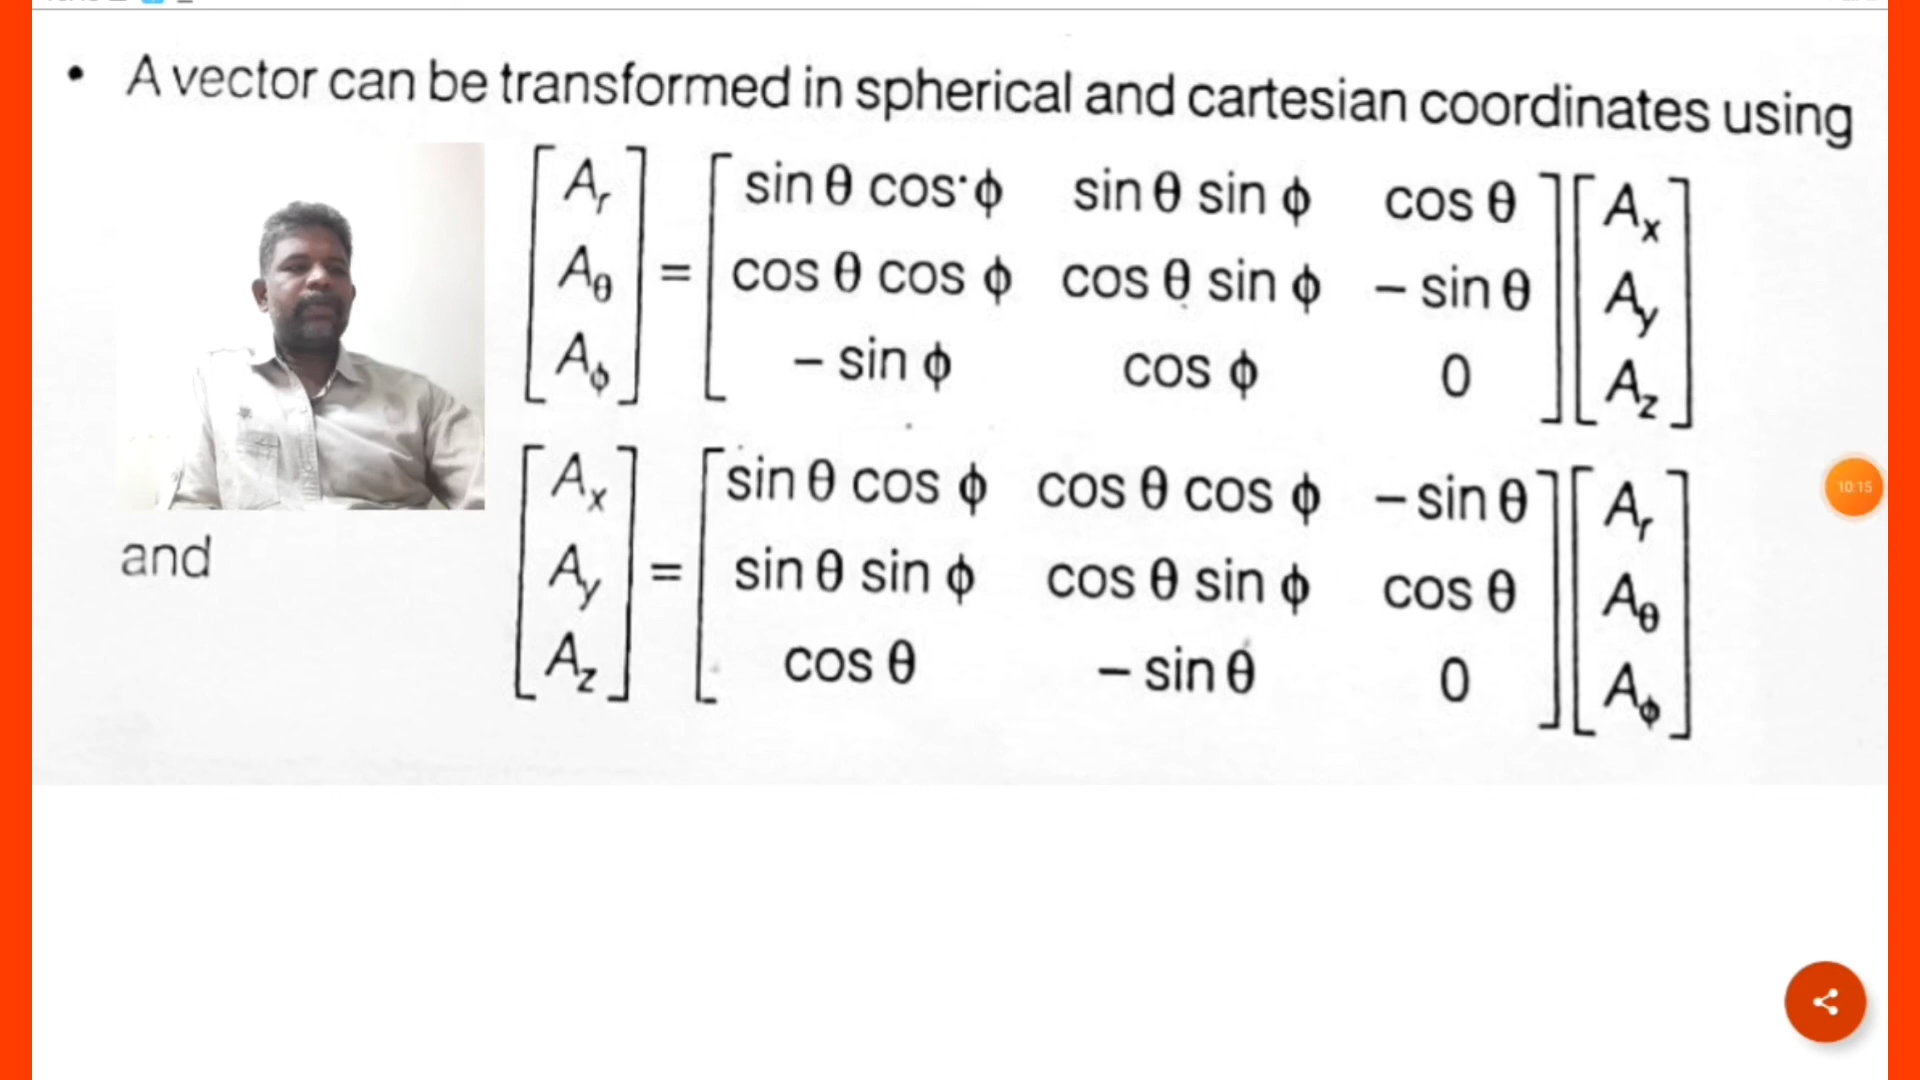 • A vector can be transformed in spherical and cartesian coordinates using
[A_r A_θ A_ϕ] = [sin θ cos ϕ sin θ sin ϕ cos θ] [A_x A_y A_z]
cos θ cos ϕ cos θ sin ϕ − sin θ
− sin ϕ cos ϕ 0
and [A_x A_y A_z] = [sin θ cos ϕ cos θ cos ϕ − sin θ] [A_r A_θ A_ϕ]
sin θ sin ϕ cos θ sin ϕ cos θ
cos θ − sin θ 0
10:15